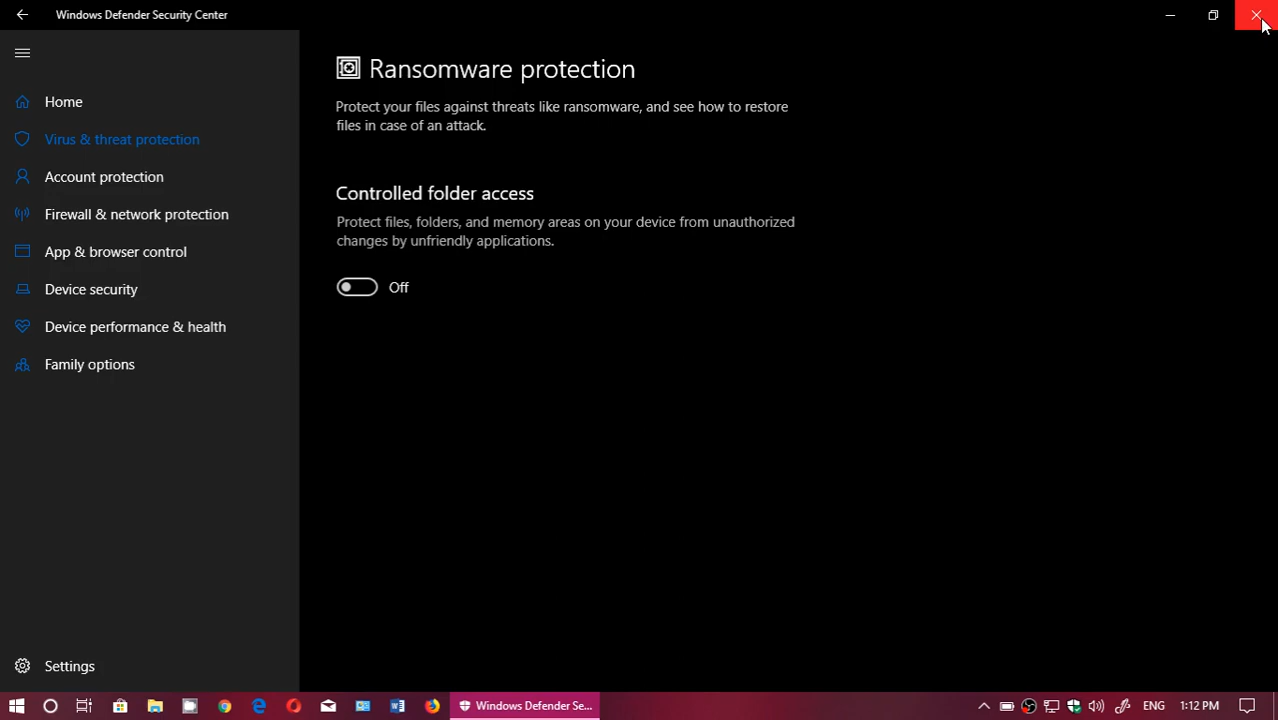 Windows Defender Security Center
Home
Virus & threat protection
Account protection
Firewall & network protection
App & browser control
Device security
Device performance & health
Family options
Settings
Ransomware protection
Protect your files against threats like ransomware, and see how to restore
files in case of an attack.
Controlled folder access
Protect files, folders, and memory areas on your device from unauthorized
changes by unfriendly applications.
Off
Windows Defender Se...
ENG
1:12 PM